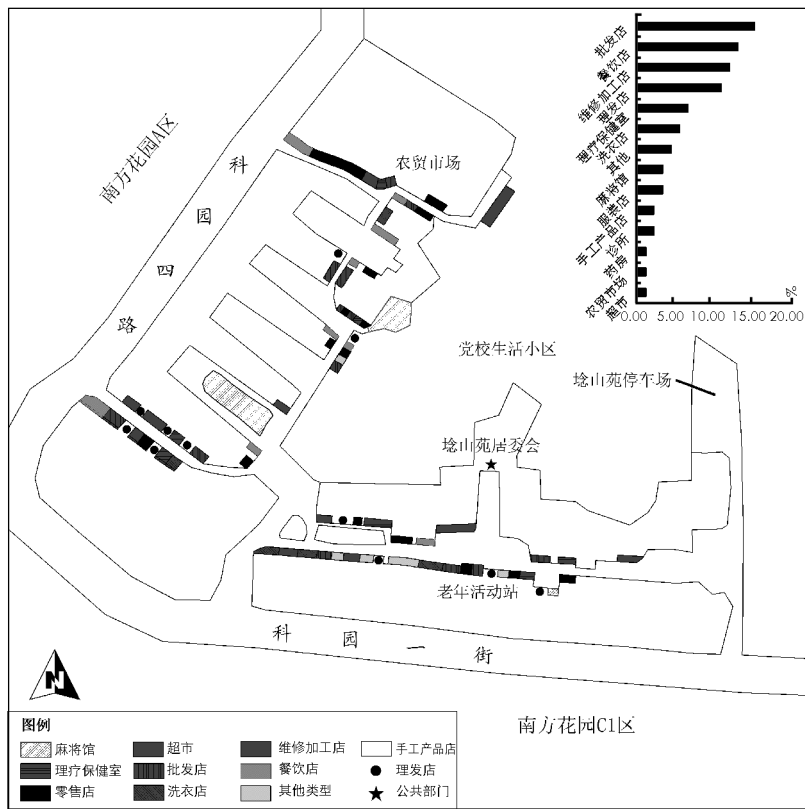 南方花园A区
科园四路
农贸市场
党校生活小区
埝山苑停车场
埝山苑居委会
老年活动站
科园一街
南方花园C1区
N
批发店
餐饮店
维修加工店
理发店
理疗保健室
洗衣店
其他
麻将馆
服装店
手工产品店
诊所
药房
农贸市场
超市
%
0.00 5.00 10.00 15.00 20.00
图例
麻将馆 超市 维修加工店 手工产品店
理疗保健室 批发店 餐饮店 理发店
零售店 洗衣店 其他类型 公共部门